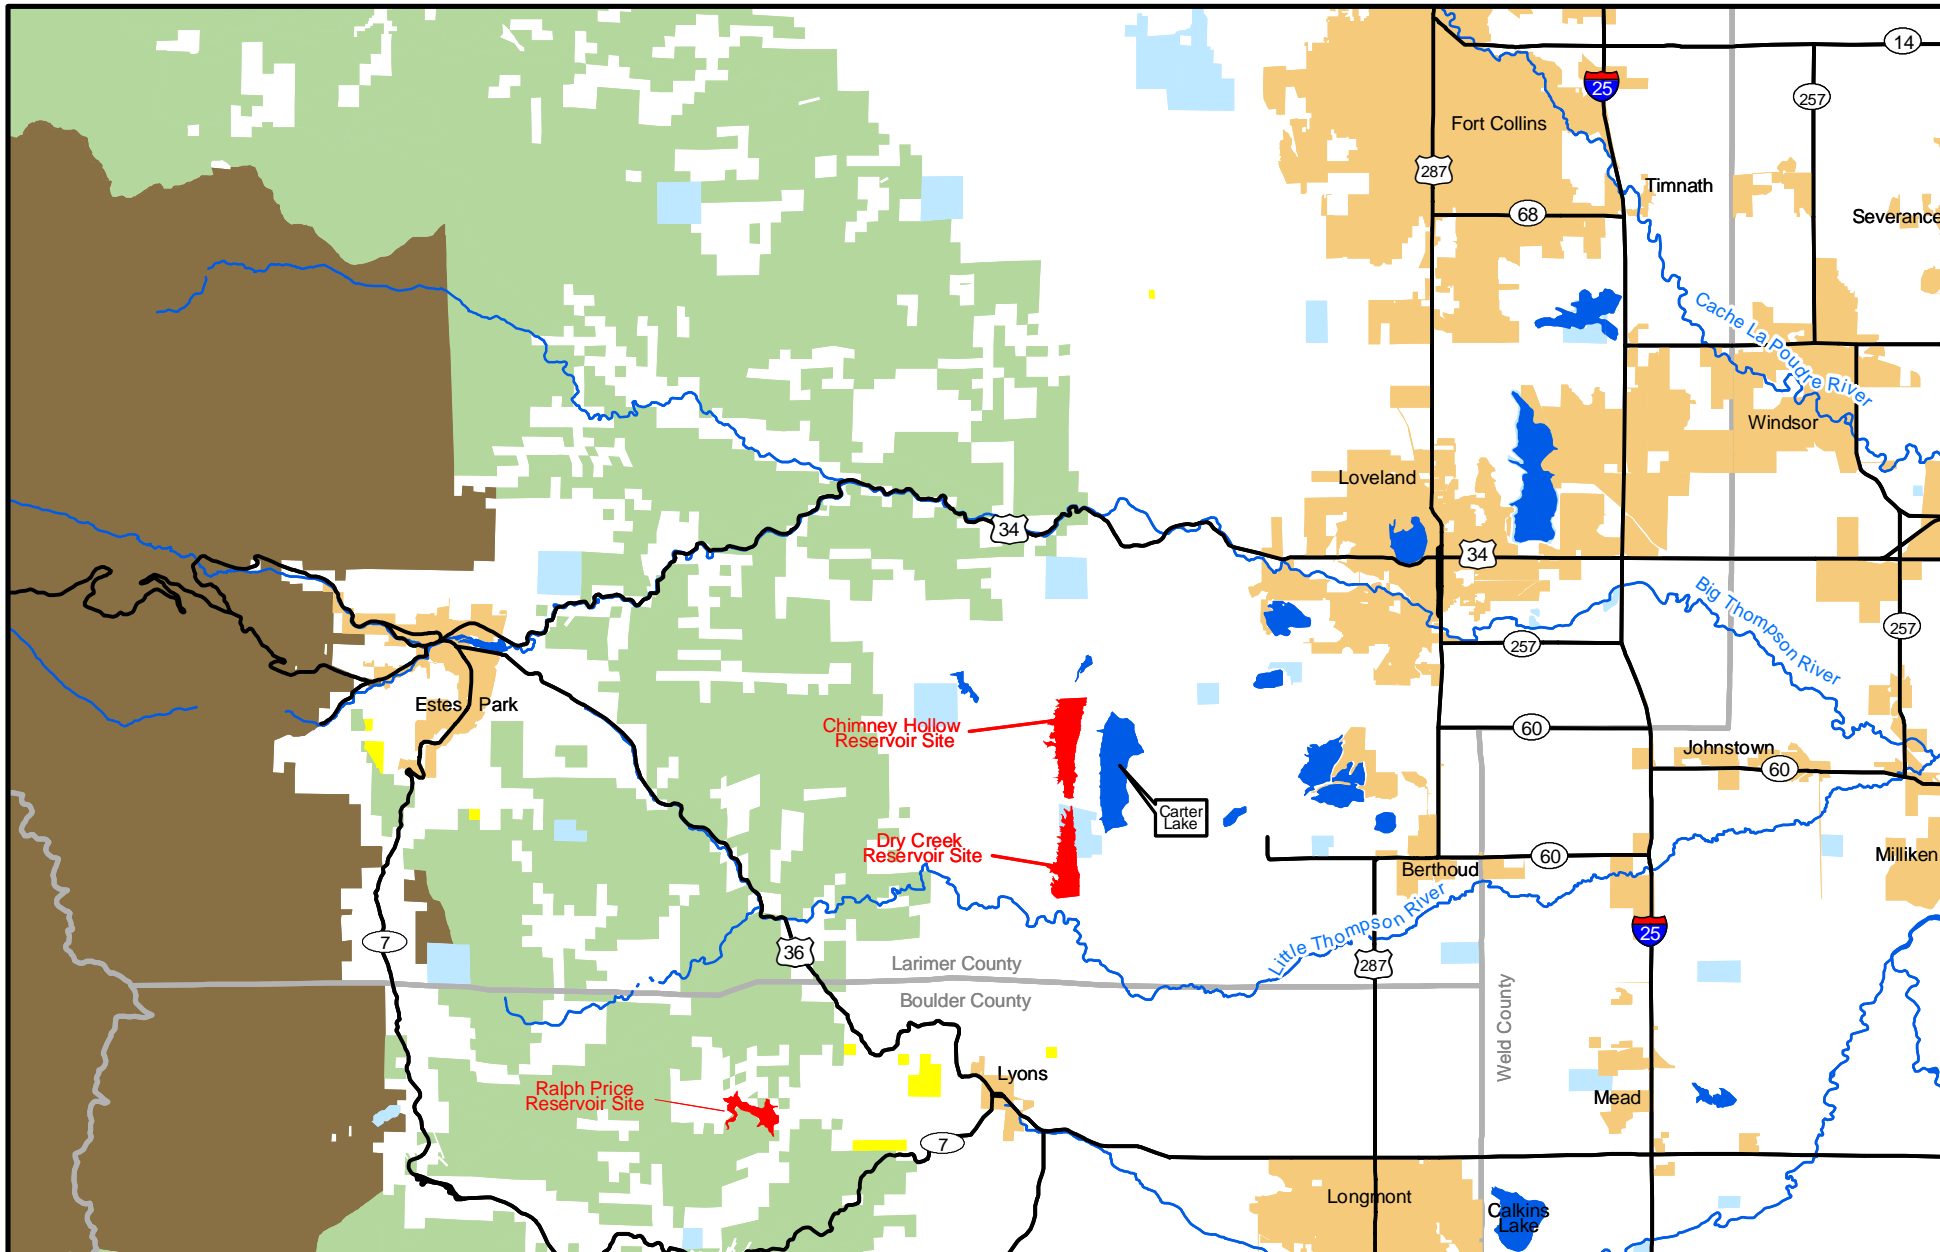 14
25
257
Fort Collins
287
Timnath
68
Severance
Cache La Poudre River
Windsor
Loveland
34
34
Big Thompson River
257
257
Estes Park
Chimney Hollow
Reservoir Site
60
Johnstown
60
Carter
Lake
Dry Creek
Reservoir Site
60
Berthoud
Milliken
Little Thompson River
7
36
25
287
Larimer County
Boulder County
Weld County
Lyons
Ralph Price
Reservoir Site
Mead
7
Longmont
Calkins
Lake